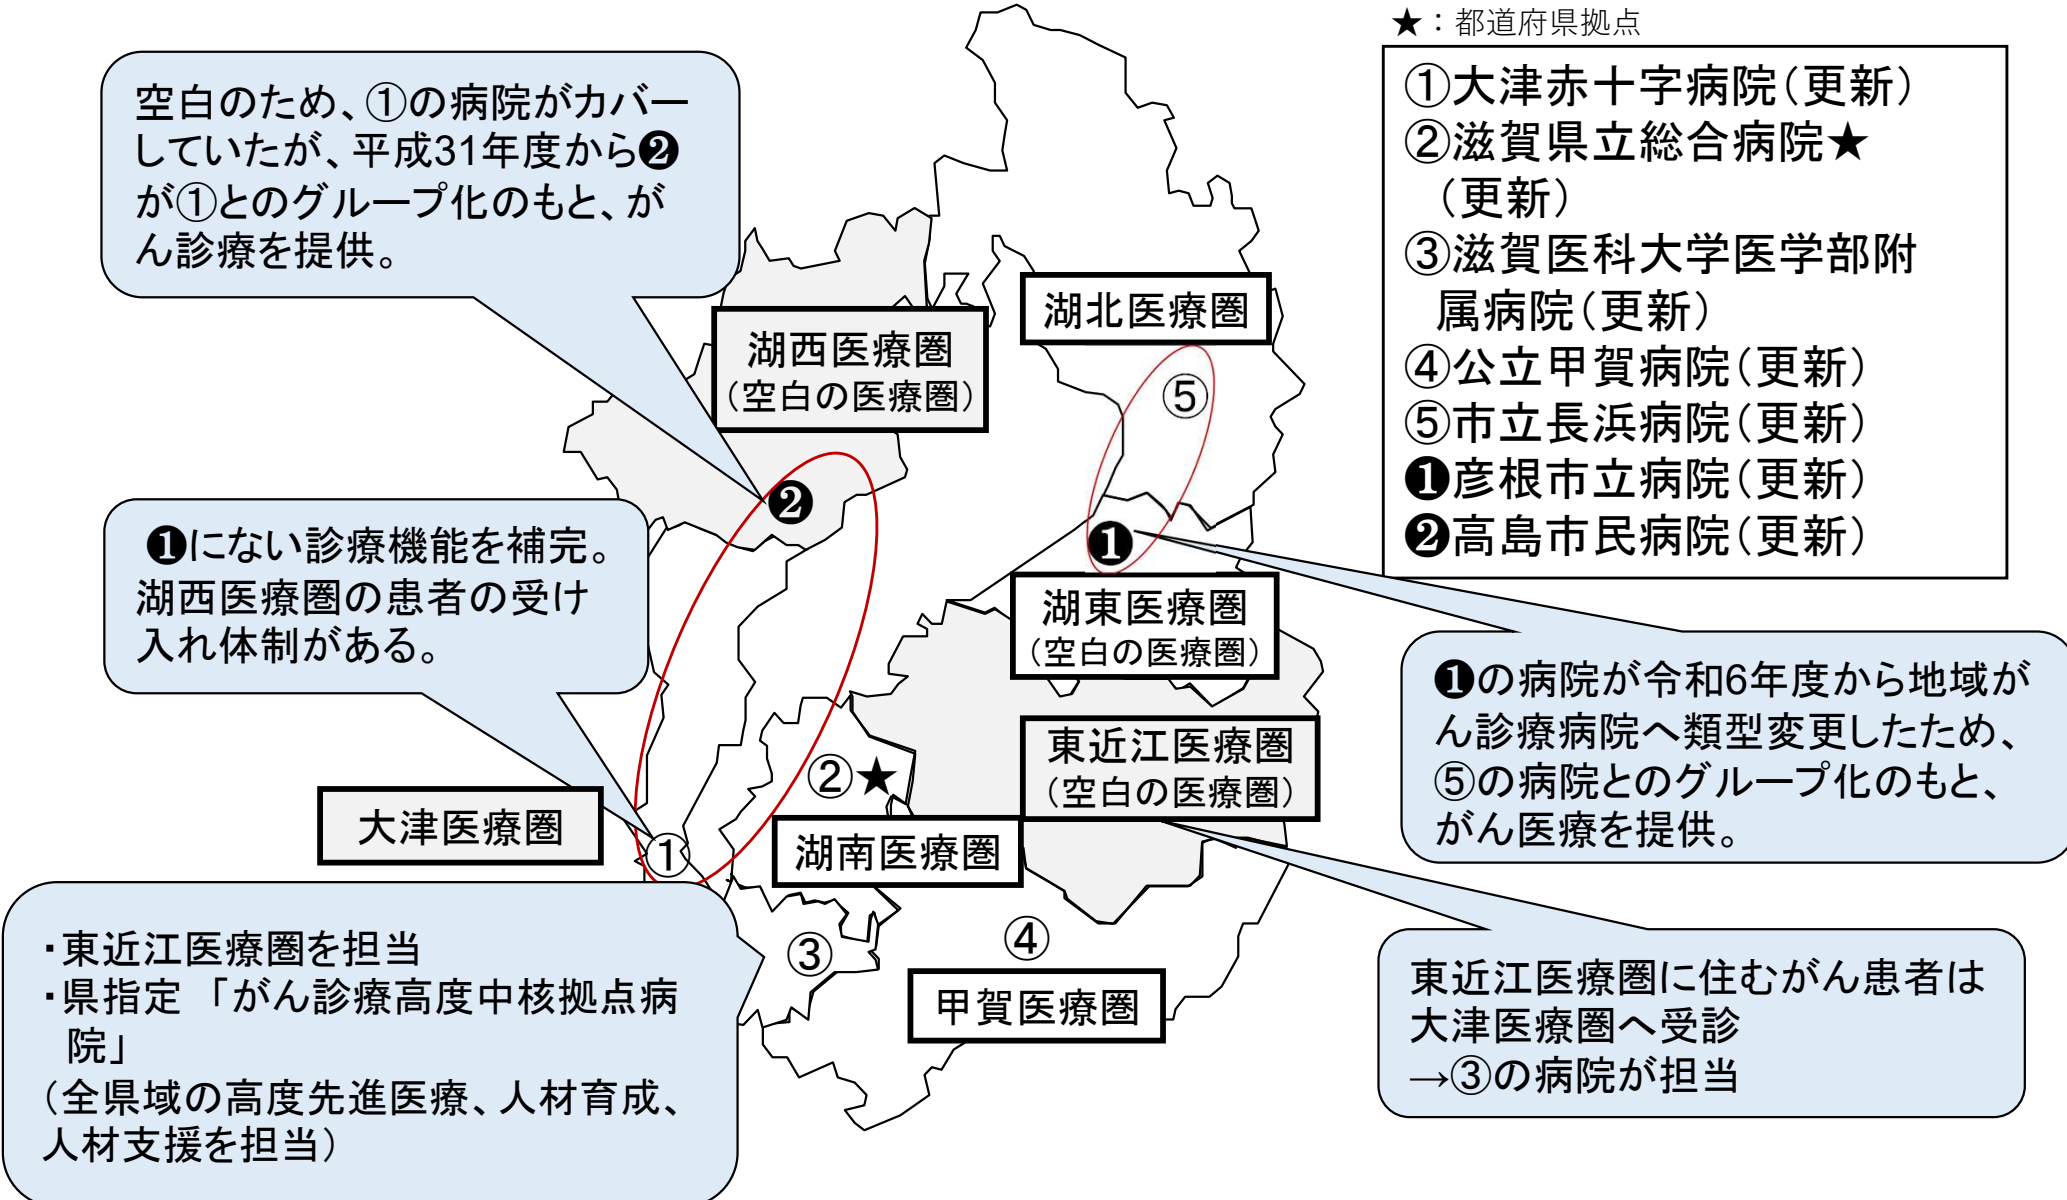 ★：都道府県拠点
①大津赤十字病院（更新）
②滋賀県立総合病院★
（更新）
③滋賀医科大学医学部附
属病院（更新）
④公立甲賀病院（更新）
⑤市立長浜病院（更新）
❶彦根市立病院（更新）
❷高島市民病院（更新）
空白のため、①の病院がカバー
していたが、平成31年度から❷
が①とのグループ化のもと、が
ん診療を提供。
湖北医療圏
湖西医療圏
（空白の医療圏）
⑤
❷
❶
❶にない診療機能を補完。
湖西医療圏の患者の受け
入れ体制がある。
湖東医療圏
（空白の医療圏）
❶の病院が令和6年度から地域が
ん診療病院へ類型変更したため、
⑤の病院とのグループ化のもと、
がん医療を提供。
②★
東近江医療圏
（空白の医療圏）
大津医療圏
①
湖南医療圏
・東近江医療圏を担当
・県指定「がん診療高度中核拠点病
院」
（全県域の高度先進医療、人材育成、
人材支援を担当）
③
④
甲賀医療圏
東近江医療圏に住むがん患者は
大津医療圏へ受診
→③の病院が担当